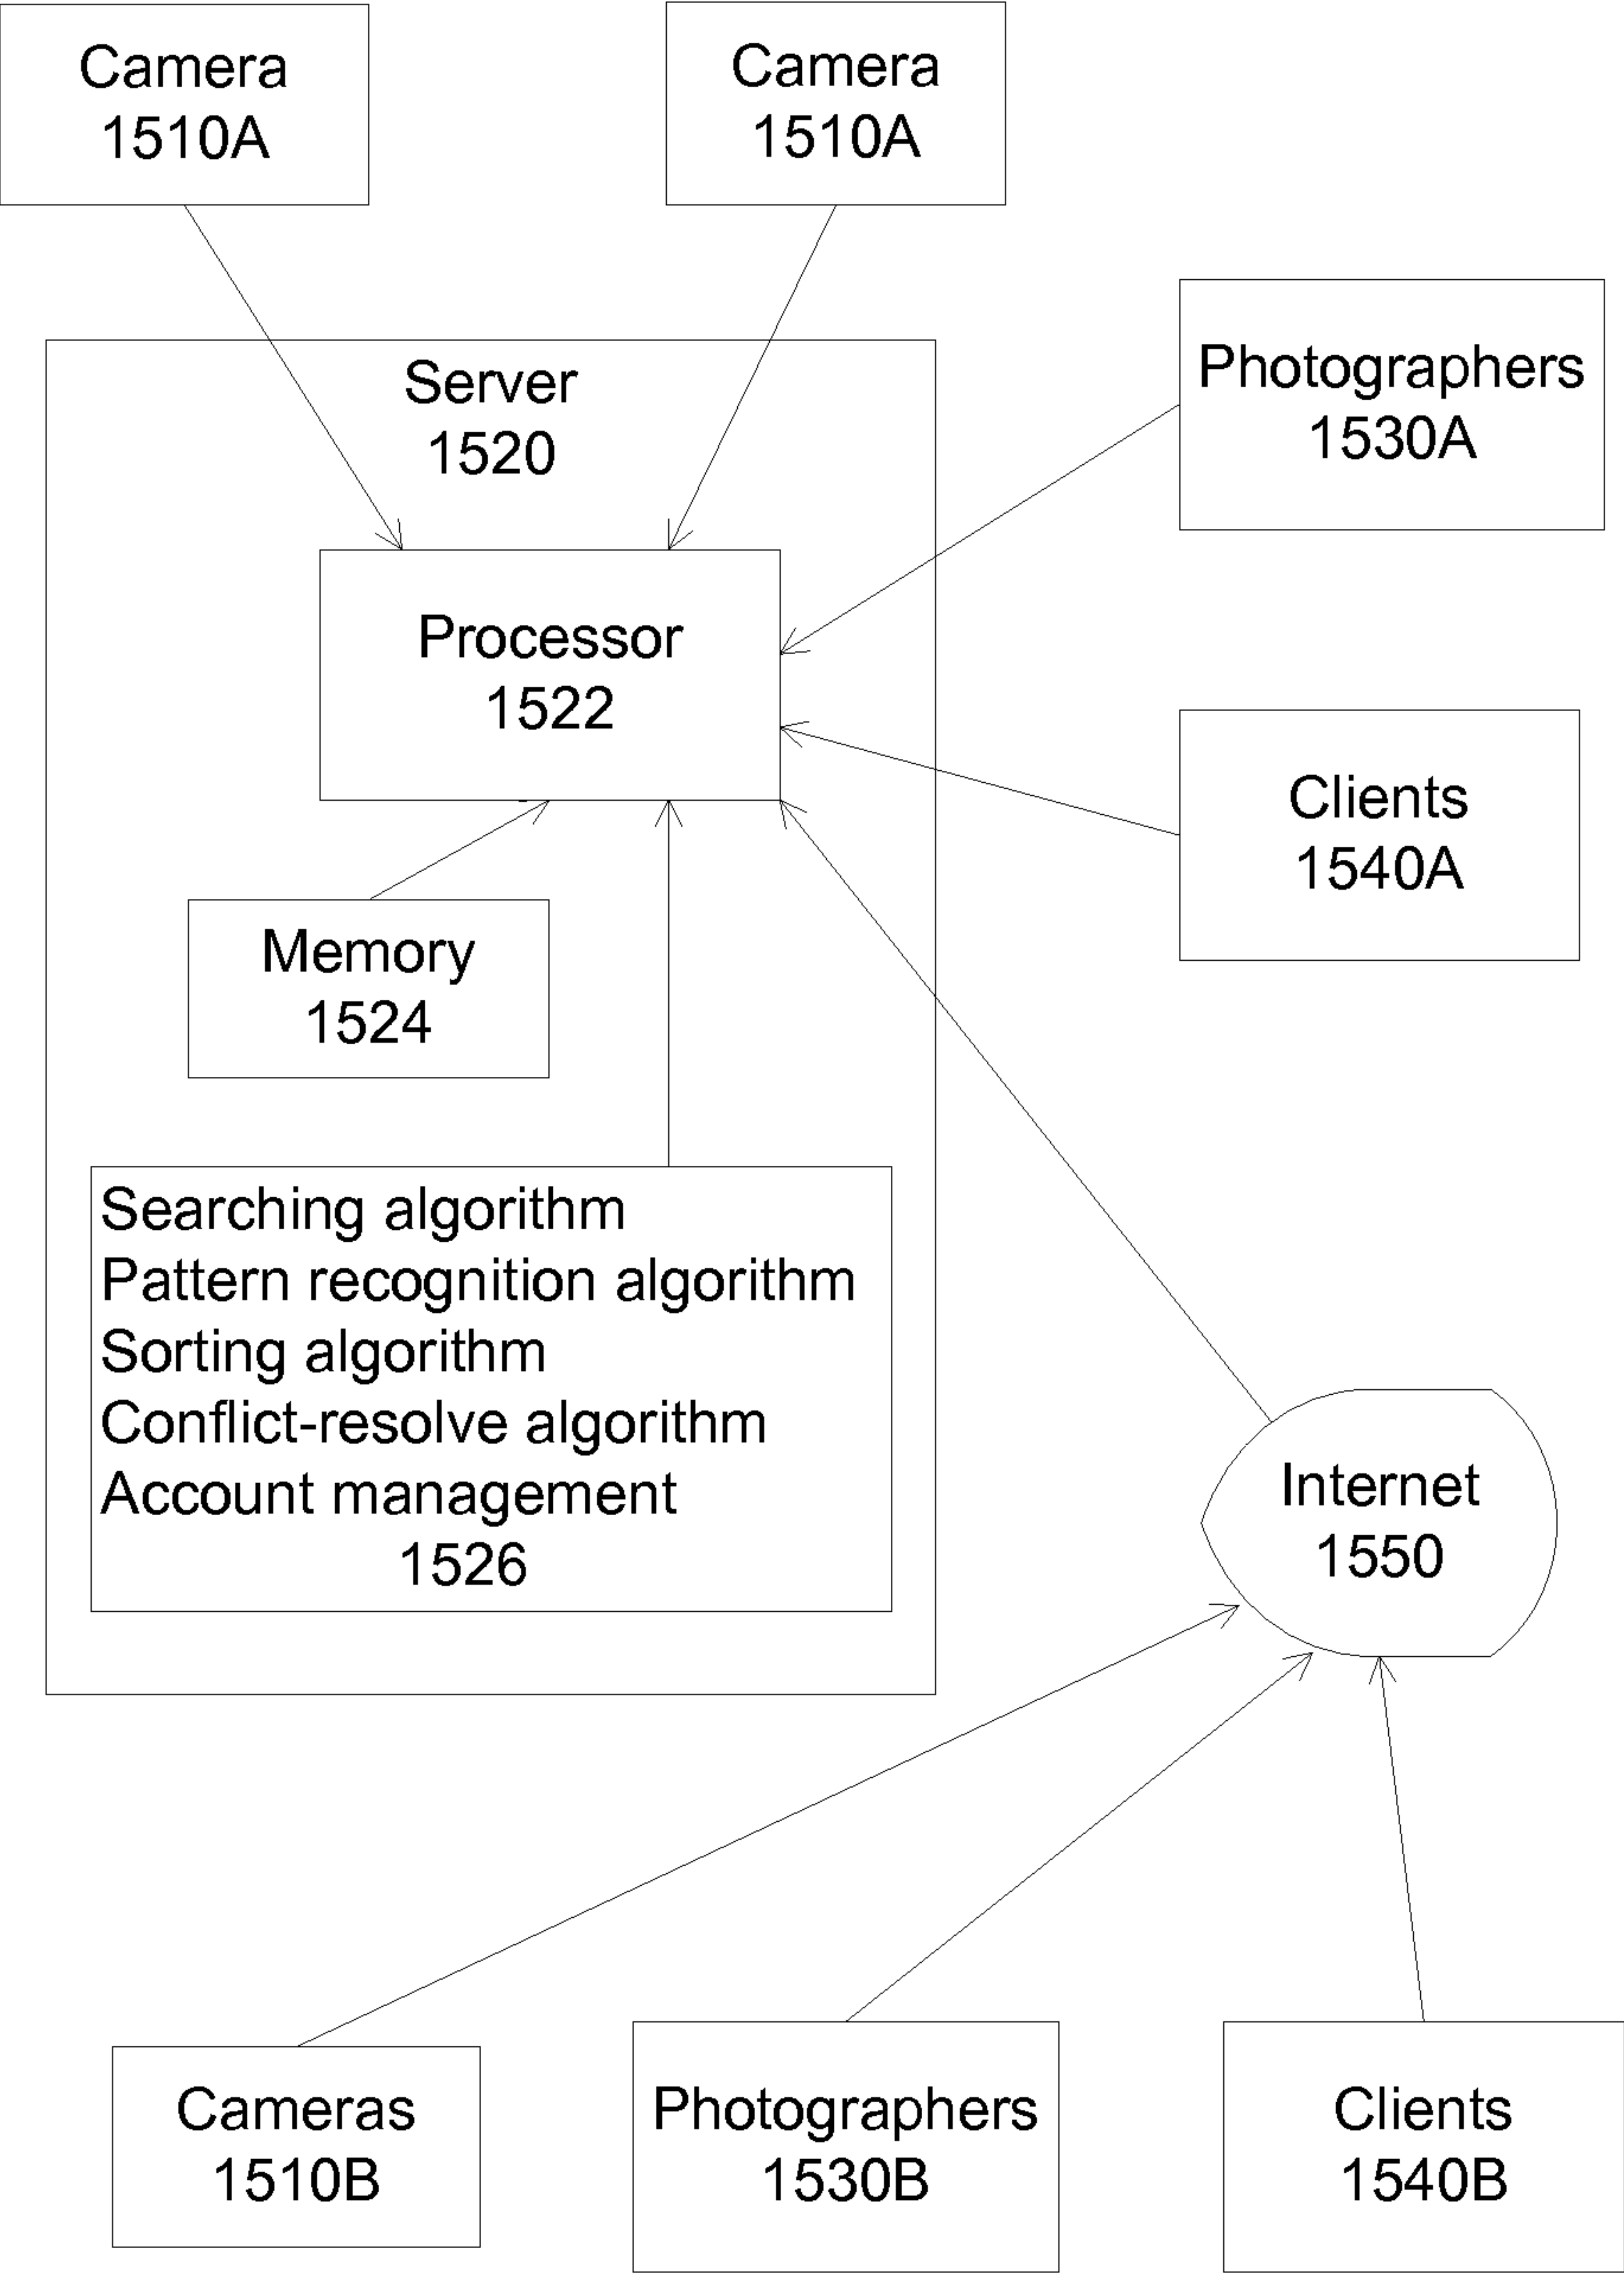 Camera
1510A
Camera
1510A
Server
1520
Photographers
1530A
Processor
1522
Clients
1540A
Memory
1524
Searching algorithm
Pattern recognition algorithm
Sorting algorithm
Conflict-resolve algorithm
Account management
1526
Internet
1550
Cameras
1510B
Photographers
1530B
Clients
1540B